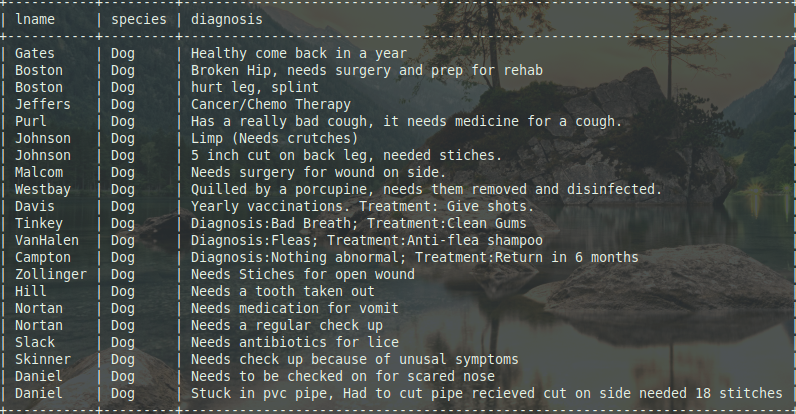 lname | species | diagnosis
Gates | Dog | Healthy come back in a year
Boston | Dog | Broken Hip, needs surgery and prep for rehab
Boston | Dog | hurt leg, splint
Jeffers | Dog | Cancer/Chemo Therapy
Purl | Dog | Has a really bad cough, it needs medicine for a cough.
Johnson | Dog | Limp (Needs crutches)
Johnson | Dog | 5 inch cut on back leg, needed stiches.
Malcom | Dog | Needs surgery for wound on side.
Westbay | Dog | Quilled by a porcupine, needs them removed and disinfected.
Davis | Dog | Yearly vaccinations. Treatment: Give shots.
Tinkey | Dog | Diagnosis:Bad Breath; Treatment:Clean Gums
VanHalen | Dog | Diagnosis:Fleas; Treatment:Anti-flea shampoo
Campton | Dog | Diagnosis:Nothing abnormal; Treatment:Return in 6 months
Zollinger | Dog | Needs Stiches for open wound
Hill | Dog | Needs a tooth taken out
Nortan | Dog | Needs medication for vomit
Nortan | Dog | Needs a regular check up
Slack | Dog | Needs antibiotics for lice
Skinner | Dog | Needs check up because of unusal symptoms
Daniel | Dog | Needs to be checked on for scared nose
Daniel | Dog | Stuck in pvc pipe, Had to cut pipe recieved cut on side needed 18 stitches